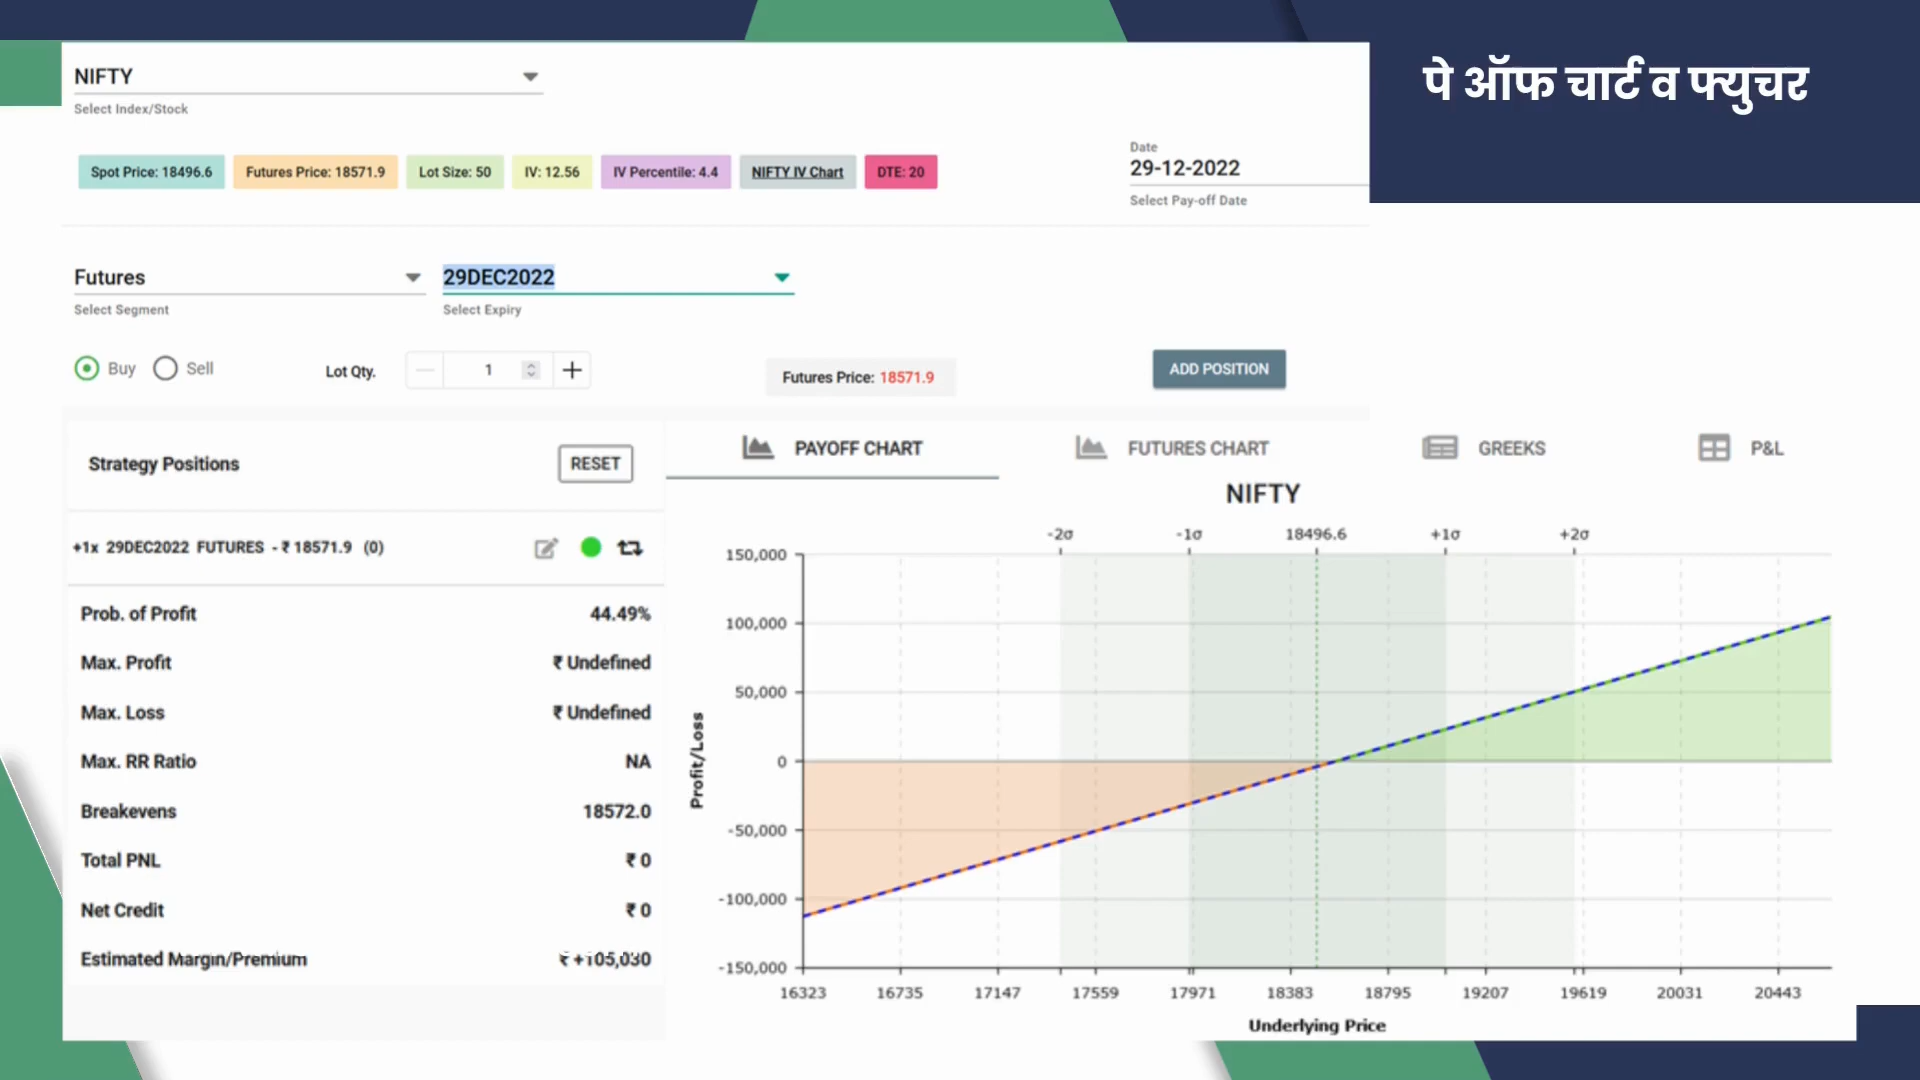 पे ऑफ चार्ट व फ्युचर
NIFTY
Select Index/Stock
Spot Price: 18496.6 Futures Price: 18571.9 Lot Size: 50 IV: 12.56 IV Percentile: 4.4 NIFTY IV Chart DTE: 20
Date
29-12-2022
Select Pay-off Date
Futures 29DEC2022
Select Segment Select Expiry
Buy Sell Lot Qty. 1 Futures Price: 18571.9 ADD POSITION
Strategy Positions RESET
+1x 29DEC2022 FUTURES - ₹ 18571.9 (0)
Prob. of Profit 44.49%
Max. Profit ₹ Undefined
Max. Loss ₹ Undefined
Max. RR Ratio NA
Breakevens 18572.0
Total PNL ₹ 0
Net Credit ₹ 0
Estimated Margin/Premium ₹ +105,030
PAYOFF CHART FUTURES CHART GREEKS P&L
NIFTY
-2σ -1σ 18496.6 +1σ +2σ
150,000
100,000
50,000
0
-50,000
-100,000
-150,000
Profit/Loss
16323 16735 17147 17559 17971 18383 18795 19207 19619 20031 20443
Underlying Price